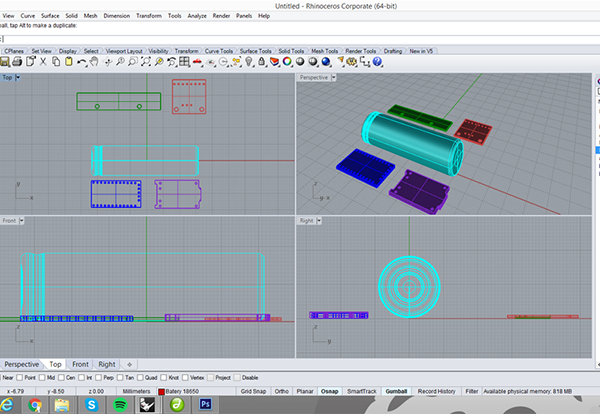 Untitled - Rhinoceros Corporate (64-bit)
View Curve Surface Solid Mesh Dimension Transform Tools Analyze Render Panels Help
ball, tap Alt to make a duplicate:
CPlanes Set View Display Select Viewport Layout Visibility Transform Curve Tools Surface Tools Solid Tools Mesh Tools Render Tools Drafting New in V5
Top
Perspective
y
x
z
y x
Front
Right
z
x
z
y
Perspective Top Front Right
Near Point Mid Cen Int Perp Tan Quad Knot Vertex Project Disable
x -6.79 y -8.50 z 0.00 Millimeters Batery 18650 Grid Snap Ortho Planar Osnap SmartTrack Gumball Record History Filter Available physical memory: 818 MB
S
Ps